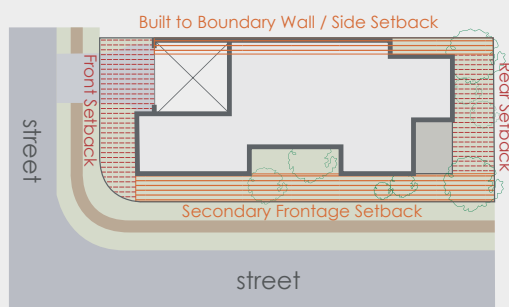 Built to Boundary Wall / Side Setback
Front Setback
Rear Setback
street
Secondary Frontage Setback
street